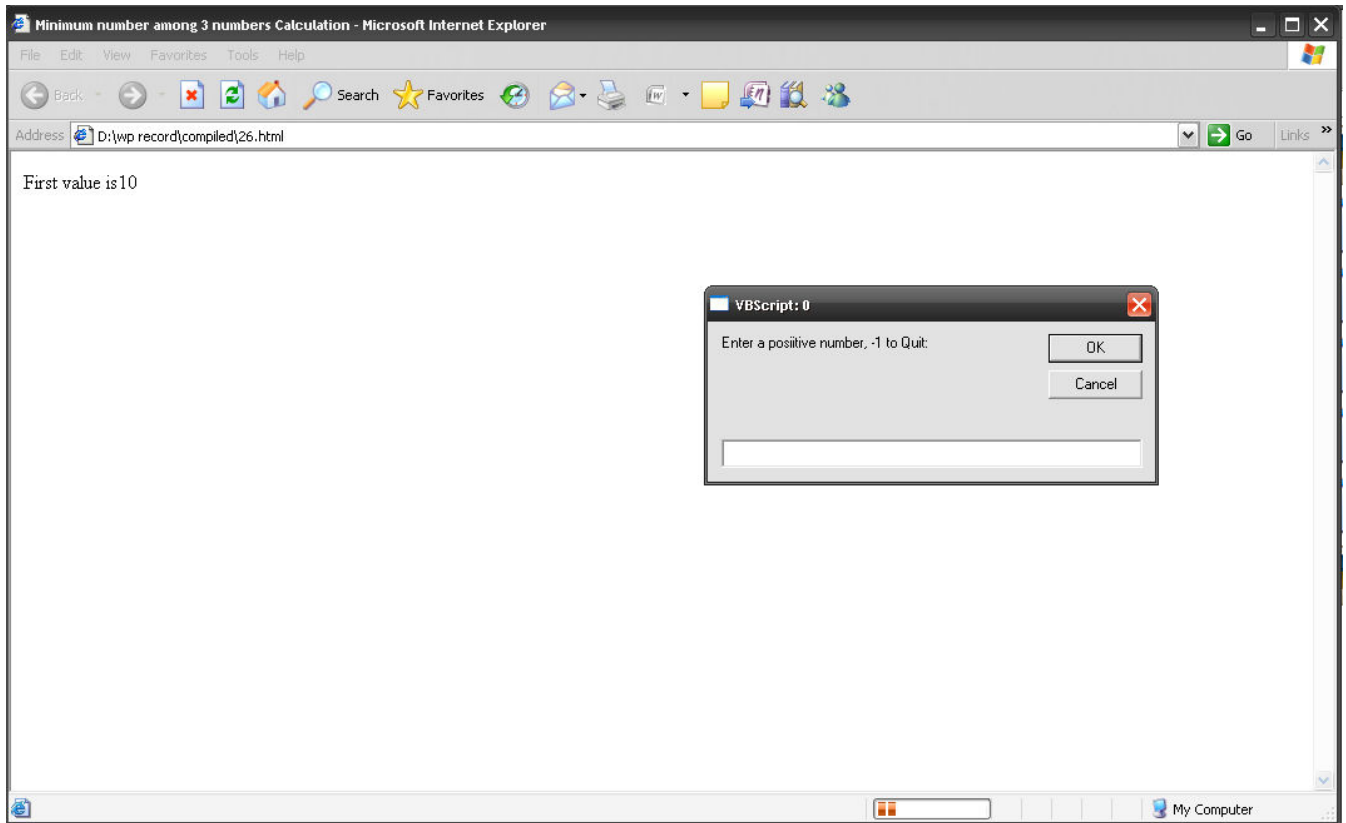 Minimum number among 3 numbers Calculation - Microsoft Internet Explorer
File Edit View Favorites Tools Help
Back Search Favorites
Address D:\wp record\compiled\26.html Go Links »
First value is10
VBScript: 0
Enter a posiitive number, -1 to Quit:
OK
Cancel
My Computer